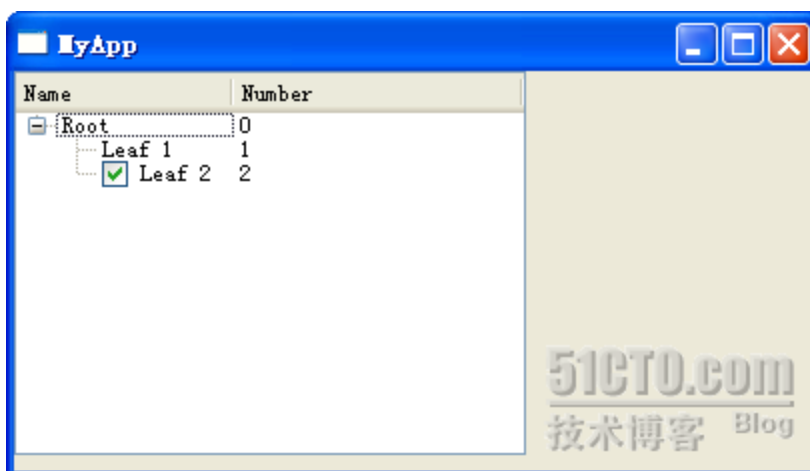 MyApp
Name Number
Root 0
Leaf 1 1
Leaf 2 2
51CTO.com
技术博客 Blog